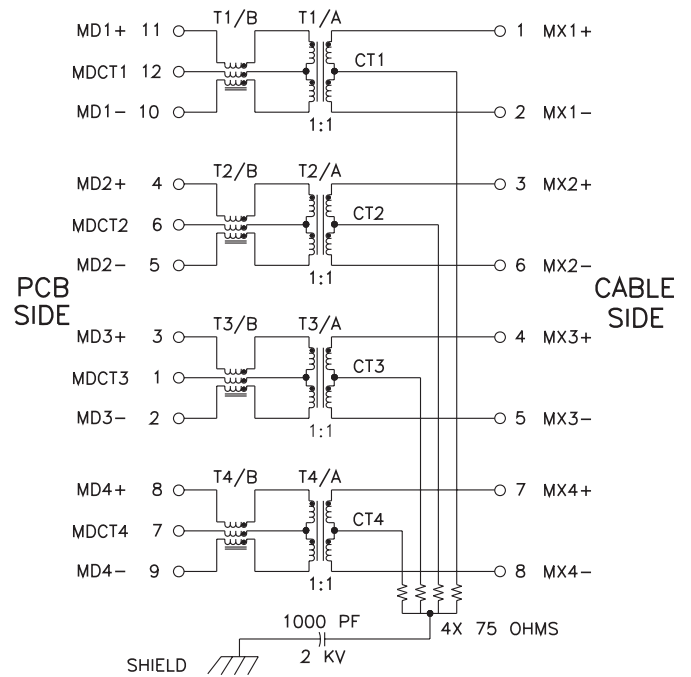 T1/B T1/A
MD1+ 11 1 MX1+
MDCT1 12 CT1
MD1- 10 2 MX1-
1:1
T2/B T2/A
MD2+ 4 3 MX2+
MDCT2 6 CT2
MD2- 5 6 MX2-
1:1
PCB SIDE
CABLE SIDE
T3/B T3/A
MD3+ 3 4 MX3+
MDCT3 1 CT3
MD3- 2 5 MX3-
1:1
T4/B T4/A
MD4+ 8 7 MX4+
MDCT4 7 CT4
MD4- 9 8 MX4-
1:1
1000 PF
4X 75 OHMS
2 KV
SHIELD